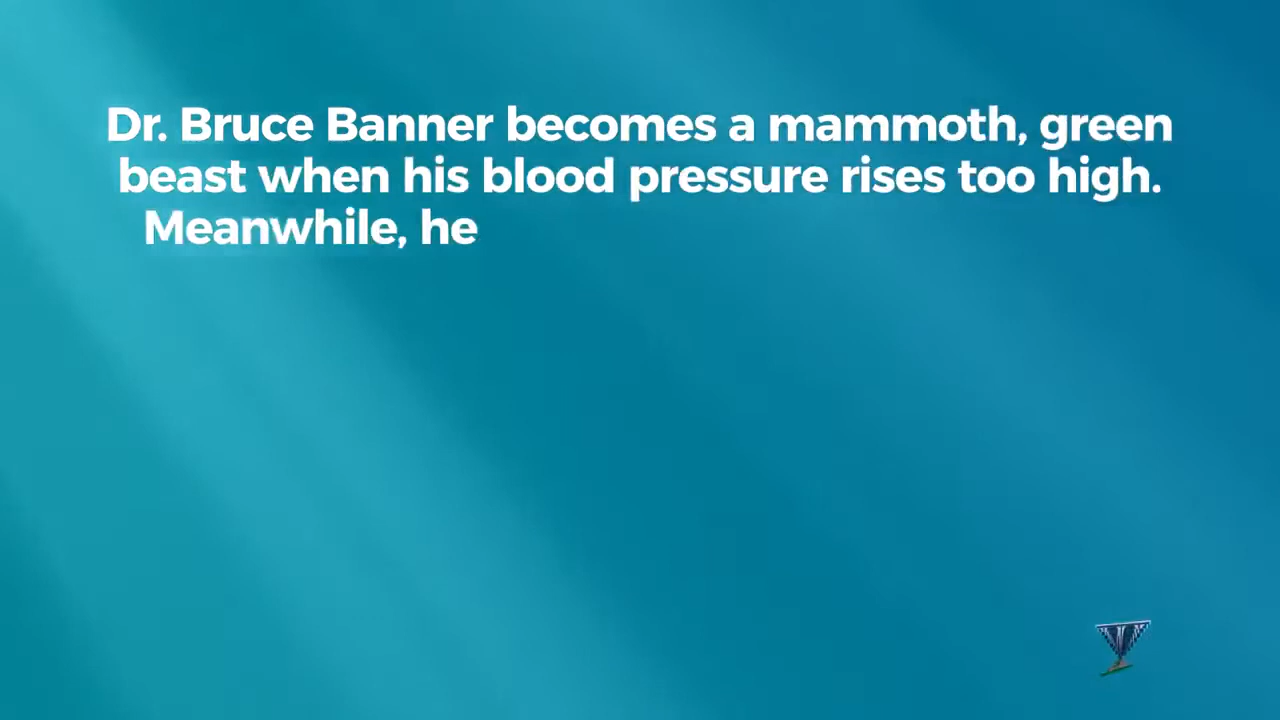 Dr. Bruce Banner becomes a mammoth, green
beast when his blood pressure rises too high.
Meanwhile, he